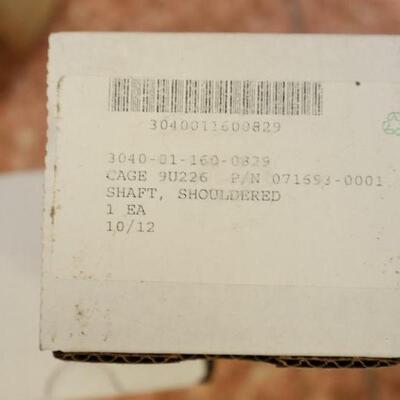 3040011600829
3040-01-160-0829
CAGE 9U226 P/N 071693-0001
SHAFT, SHOULDERED
1 EA
10/12